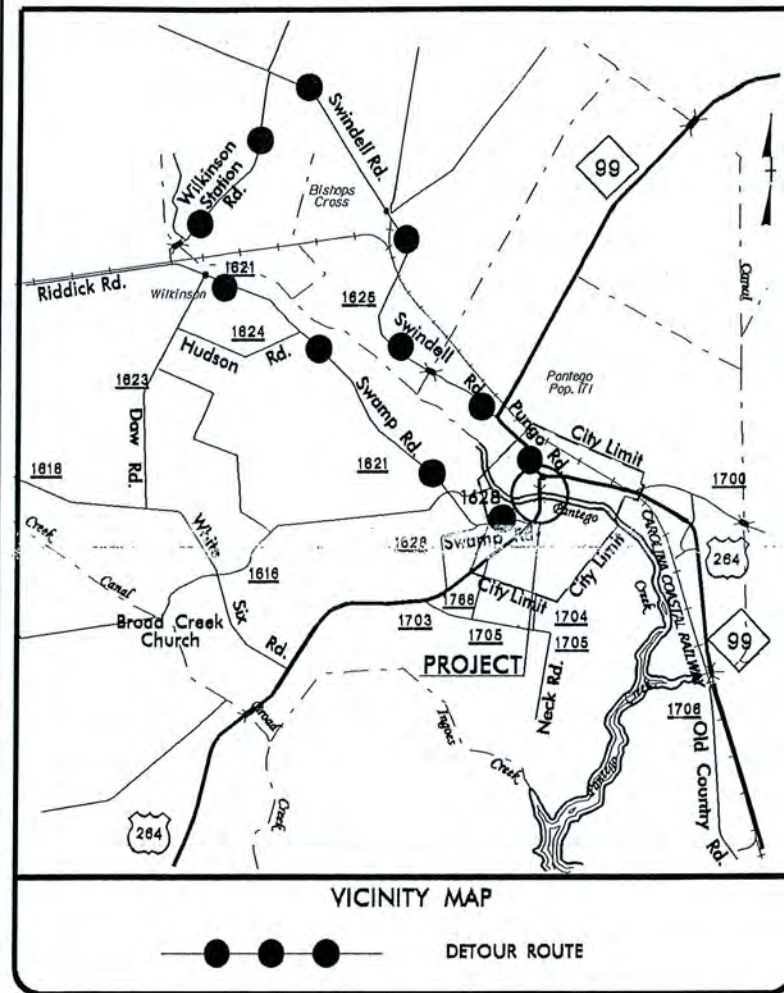 Swindell Rd.
99
Wilkinson
Station
Rd.
Bishops
Cross
Canal
1621
Riddick Rd.
Wilkinson
1625
1624
Hudson Rd.
Swindell
Rd.
Pantego
Pop. 171
1623
Daw Rd.
Swamp Rd.
Pungo Rd.
City Limit
1621
1618
1628
1700
Pantego
Creek
White
1628
Swamp Rd
CAROLINA COASTAL RAILWAY
264
Canal
1616
City Limit
City Limit
Creek
Broad Creek
Church
Six
Rd.
1768
1704
1703
1705
1705
99
PROJECT
Neck Rd.
1706
Broad
Creek
Creek
Pantego
Old Country
Rd.
264
VICINITY MAP
DETOUR ROUTE